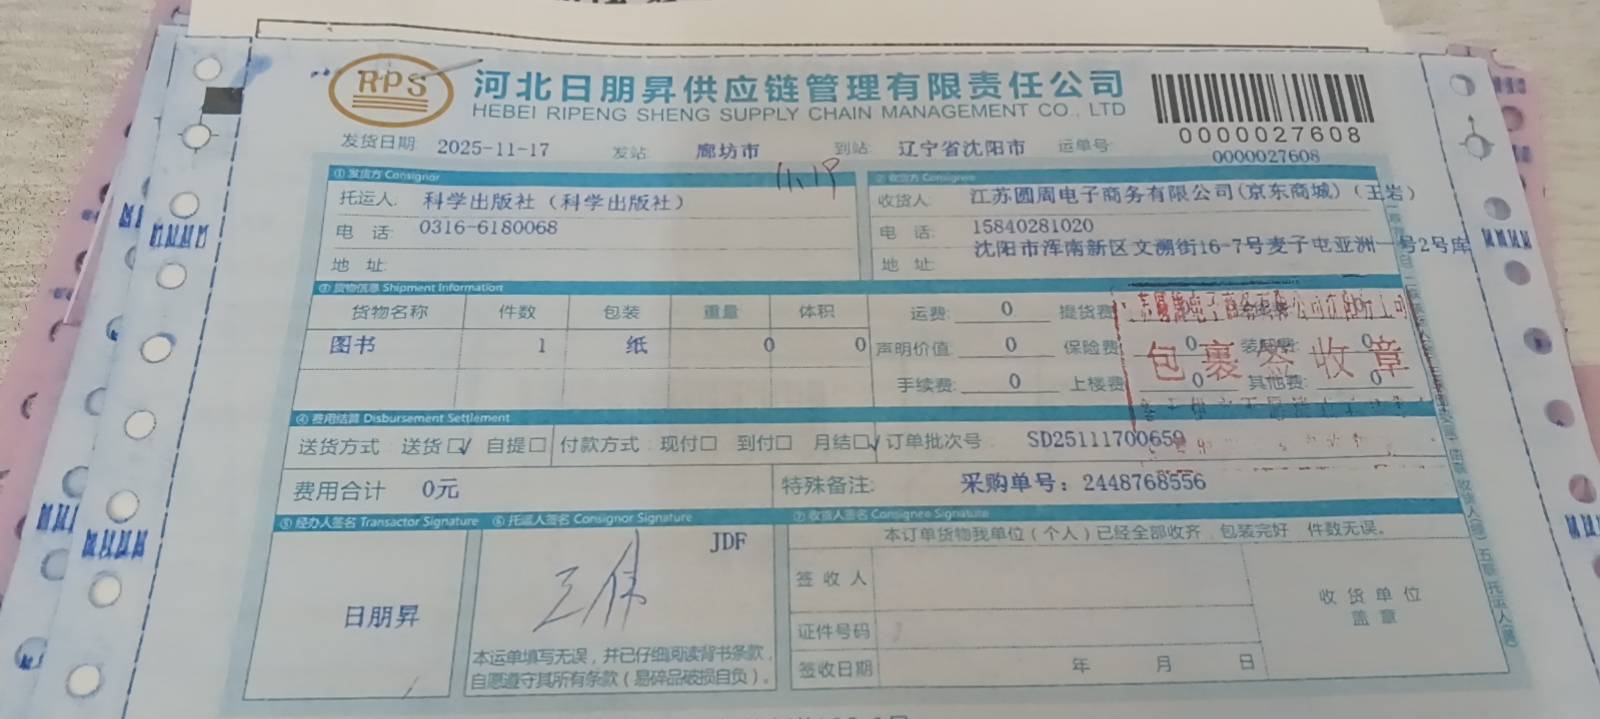 RPS 河北日朋昇供应链管理有限责任公司
HEBEI RIPENG SHENG SUPPLY CHAIN MANAGEMENT CO., LTD
0000027608
发货日期 2025-11-17 发站 廊坊市 到站 辽宁省沈阳市 运单号 0000027608
11.19
①发货方 Consignor ②收货方 Consignee
托运人: 科学出版社（科学出版社） 收货人: 江苏圆周电子商务有限公司(京东商城)（王岩）
电 话: 0316-6180068 电 话: 15840281020
地 址: 地 址: 沈阳市浑南新区文溯街16-7号麦子屯亚洲一号2号库
③货物信息 Shipment Information
货物名称 件数 包装 重量 体积 运费: 0 提货费
图书 1 纸 0 0 声明价值: 0 保险费: 0 装卸费: 0
手续费: 0 上楼费 0 其他费: 0
包裹签收章
④费用结算 Disbursement Settlement
送货方式: 送货☐√ 自提☐ 付款方式: 现付☐ 到付☐ 月结☐√ 订单批次号: SD25111700659
费用合计 0元 特殊备注: 采购单号：2448768556
⑤经办人签名 Transactor Signature ⑥托运人签名 Consignor Signature ⑦收货人签名 Consignee Signature
本订单货物我单位（个人）已经全部收齐，包装完好，件数无误。
JDF
签 收 人
日朋昇 王伟 收 货 单 位
盖 章
证件号码
本运单填写无误，并已仔细阅读背书条款，
自愿遵守其所有条款（易碎品破损自负）。
签收日期 年 月 日